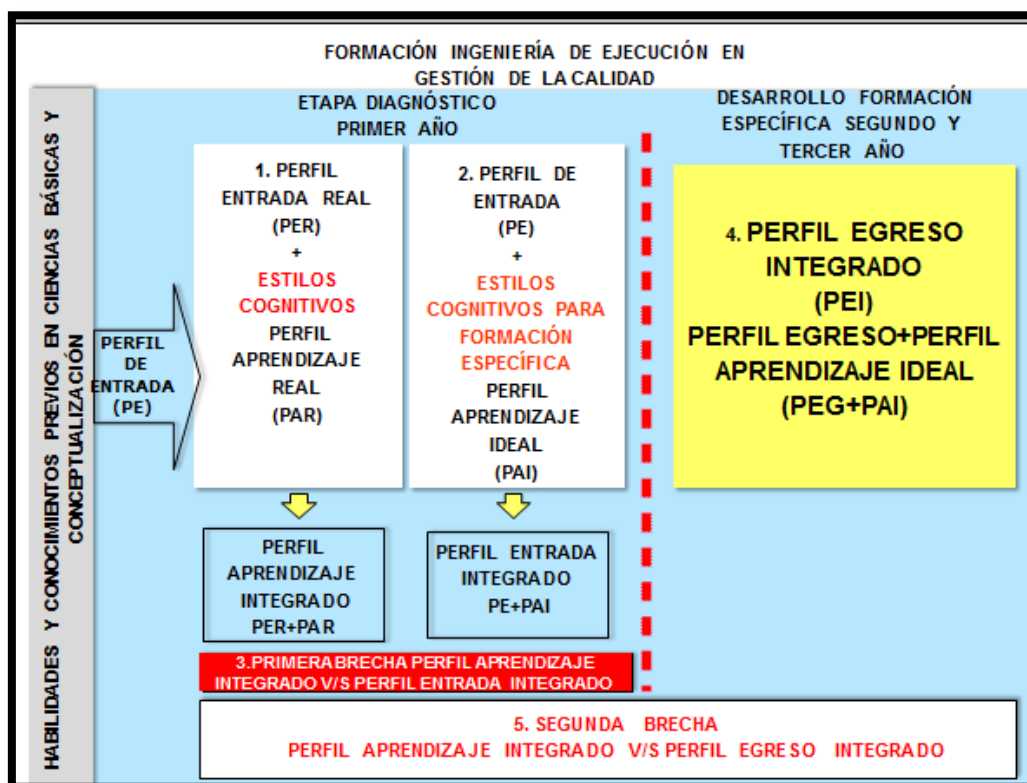 FORMACIÓN INGENIERÍA DE EJECUCIÓN EN
GESTIÓN DE LA CALIDAD
HABILIDADES Y CONOCIMIENTOS PREVIOS EN CIENCIAS BÁSICAS Y
CONCEPTUALIZACIÓN
PERFIL
DE
ENTRADA
(PE)
ETAPA DIAGNÓSTICO
PRIMER AÑO
1. PERFIL
ENTRADA REAL
(PER)
+
ESTILOS
COGNITIVOS
PERFIL
APRENDIZAJE
REAL
(PAR)
2. PERFIL DE
ENTRADA
(PE)
+
ESTILOS
COGNITIVOS PARA
FORMACIÓN
ESPECÍFICA
PERFIL
APRENDIZAJE
IDEAL
(PAI)
PERFIL
APRENDIZAJE
INTEGRADO
PER+PAR
PERFIL ENTRADA
INTEGRADO
PE+PAI
3.PRIMERA BRECHA PERFIL APRENDIZAJE
INTEGRADO V/S PERFIL ENTRADA INTEGRADO
DESARROLLO FORMACIÓN
ESPECÍFICA SEGUNDO Y
TERCER AÑO
4. PERFIL EGRESO
INTEGRADO
(PEI)
PERFIL EGRESO+PERFIL
APRENDIZAJE IDEAL
(PEG+PAI)
5. SEGUNDA BRECHA
PERFIL APRENDIZAJE INTEGRADO V/S PERFIL EGRESO INTEGRADO